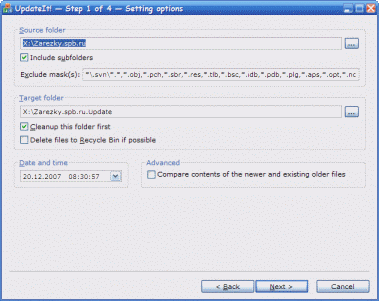 UpdateIt! — Step 1 of 4 — Setting options
Source folder
X:\Zarezky.spb.ru
...
Include subfolders
Exclude mask(s): *\.svn\*.*,*.obj,*.pch,*.sbr,*.res,*.tlb,*.bsc,*.idb,*.pdb,*.plg,*.aps,*.opt,*.nc
Target folder
X:\Zarezky.spb.ru.Update
...
Cleanup this folder first
Delete files to Recycle Bin if possible
Date and time
20.12.2007 08:30:57
Advanced
Compare contents of the newer and existing older files
< Back
Next >
Cancel